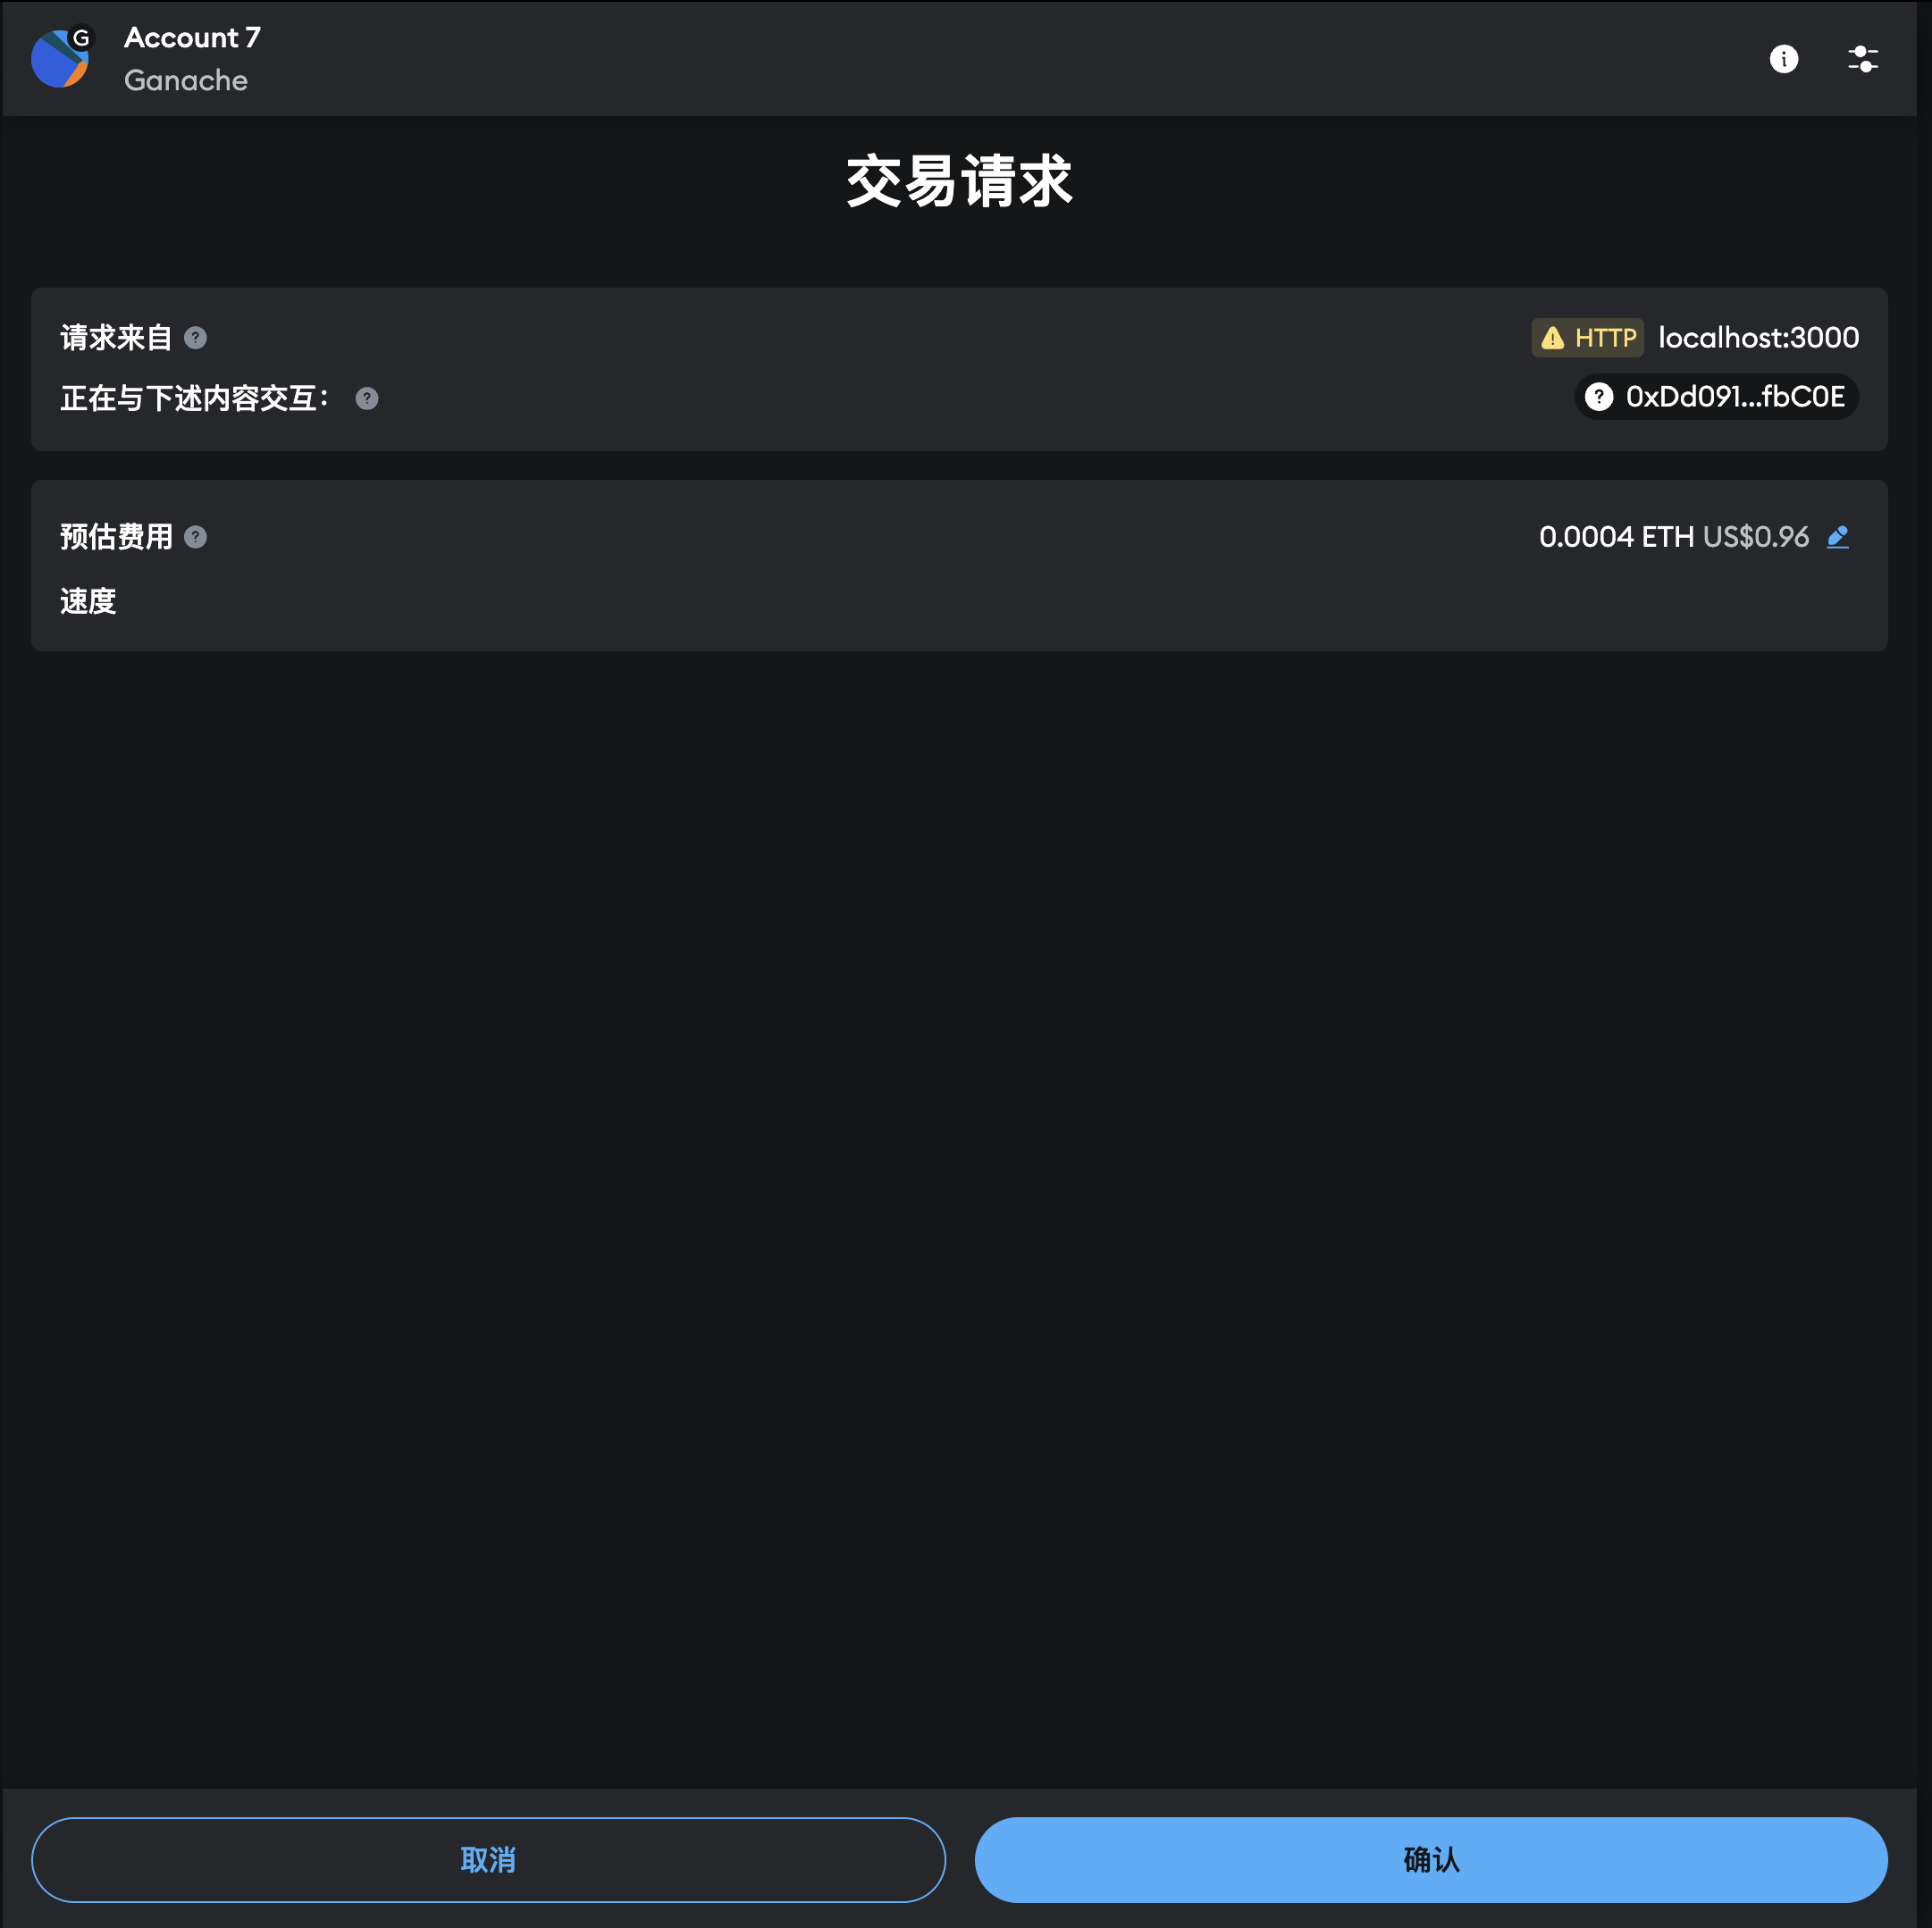 G
Account 7
Ganache
交易请求
请求来自
HTTP localhost:3000
正在与下述内容交互：
0xDd091...fbC0E
预估费用
0.0004 ETH US$0.96
速度
取消
确认